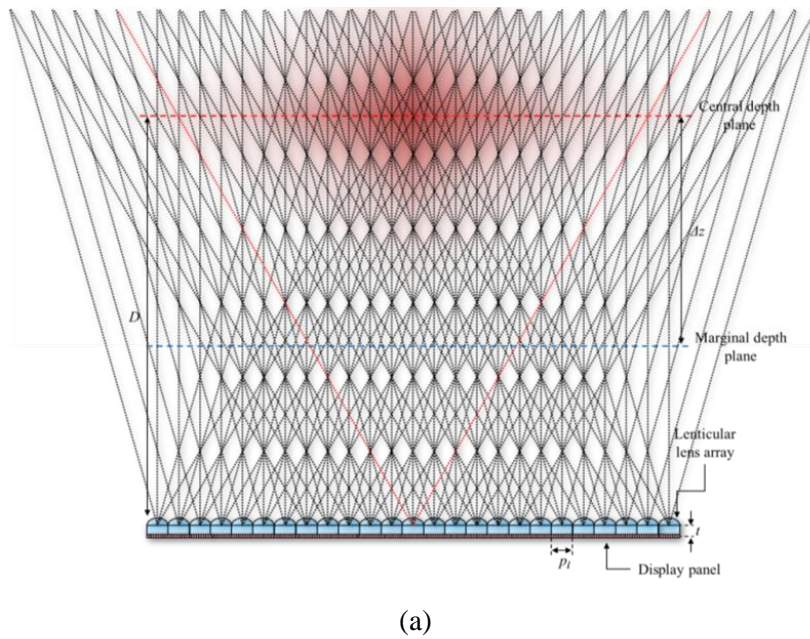 Central depth
plane
Δz
D
Marginal depth
plane
Lenticular
lens array
t
p_l
Display panel
(a)